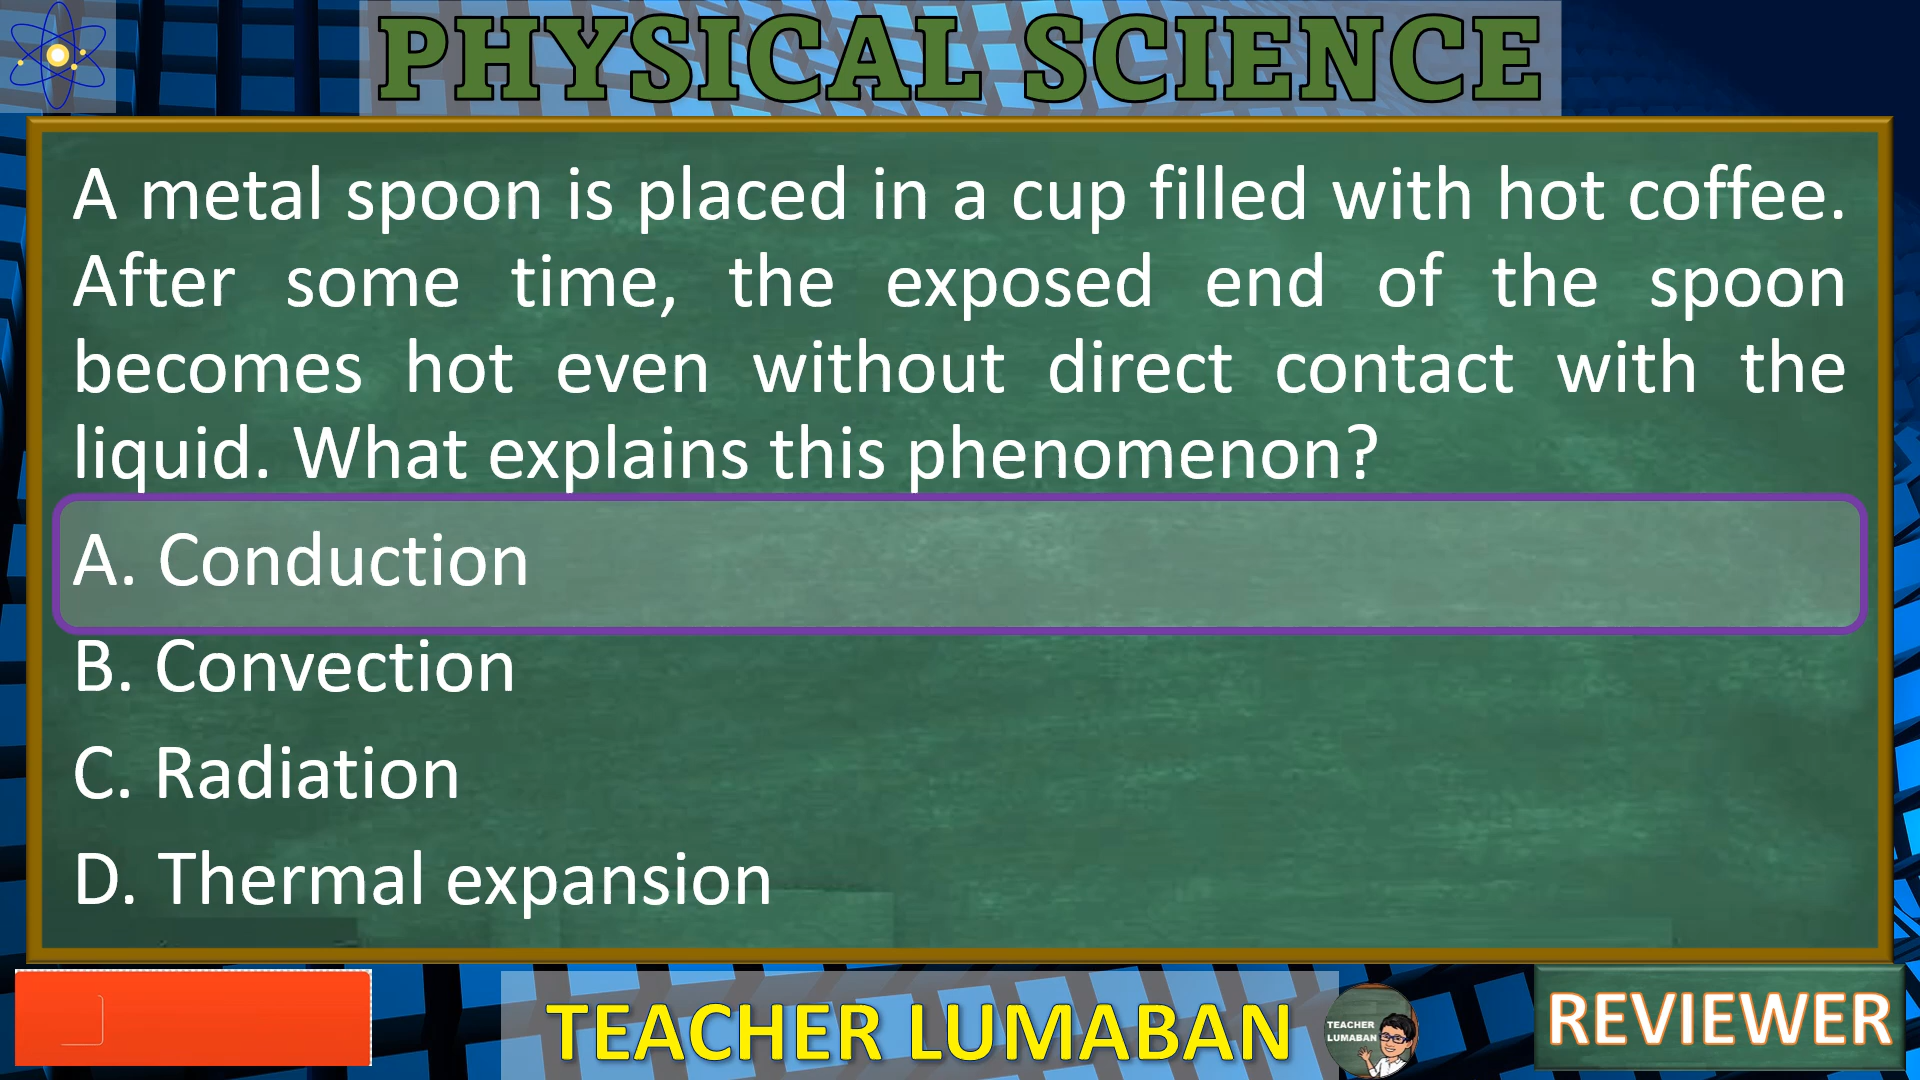 PHYSICAL SCIENCE
A metal spoon is placed in a cup filled with hot coffee.
After some time, the exposed end of the spoon
becomes hot even without direct contact with the
liquid. What explains this phenomenon?
A. Conduction
B. Convection
C. Radiation
D. Thermal expansion
TEACHER LUMABAN
TEACHER
LUMABAN
REVIEWER